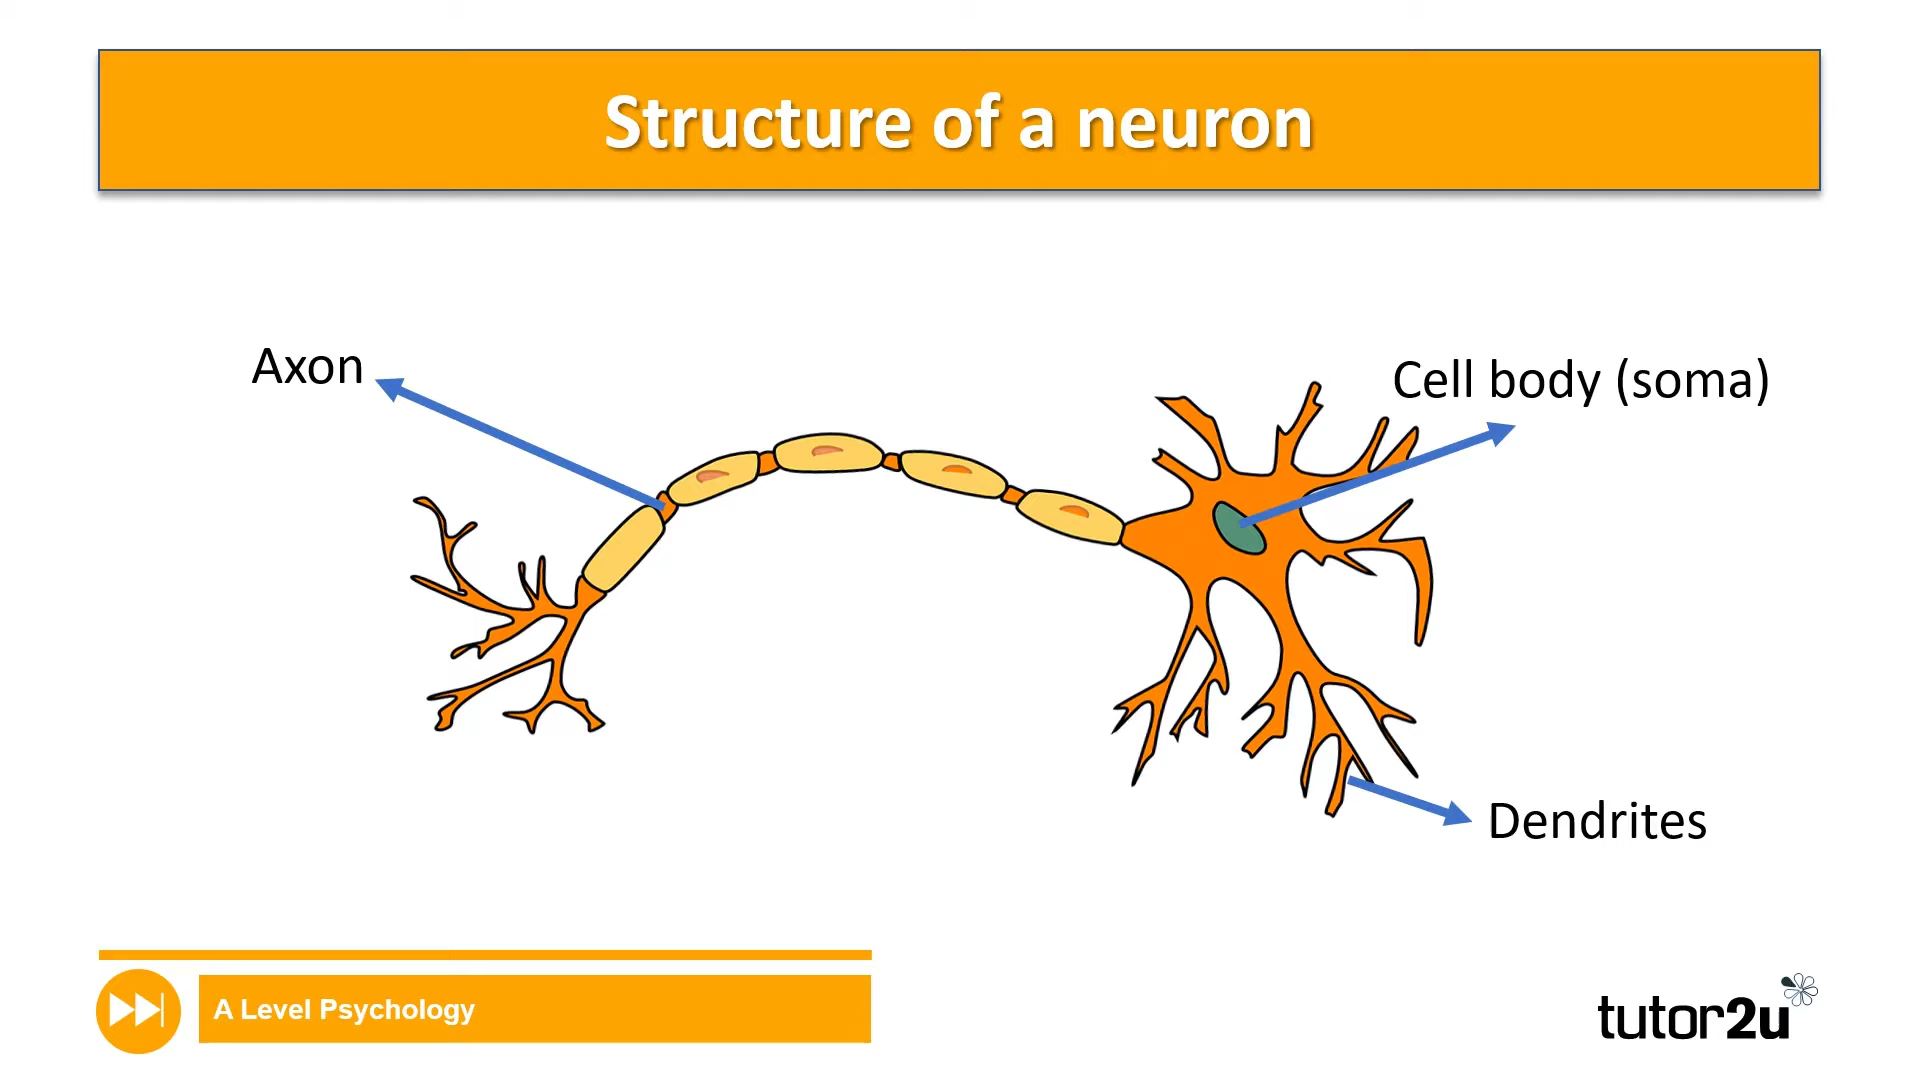 Structure of a neuron
Axon
Cell body (soma)
Dendrites
A Level Psychology
tutor2u